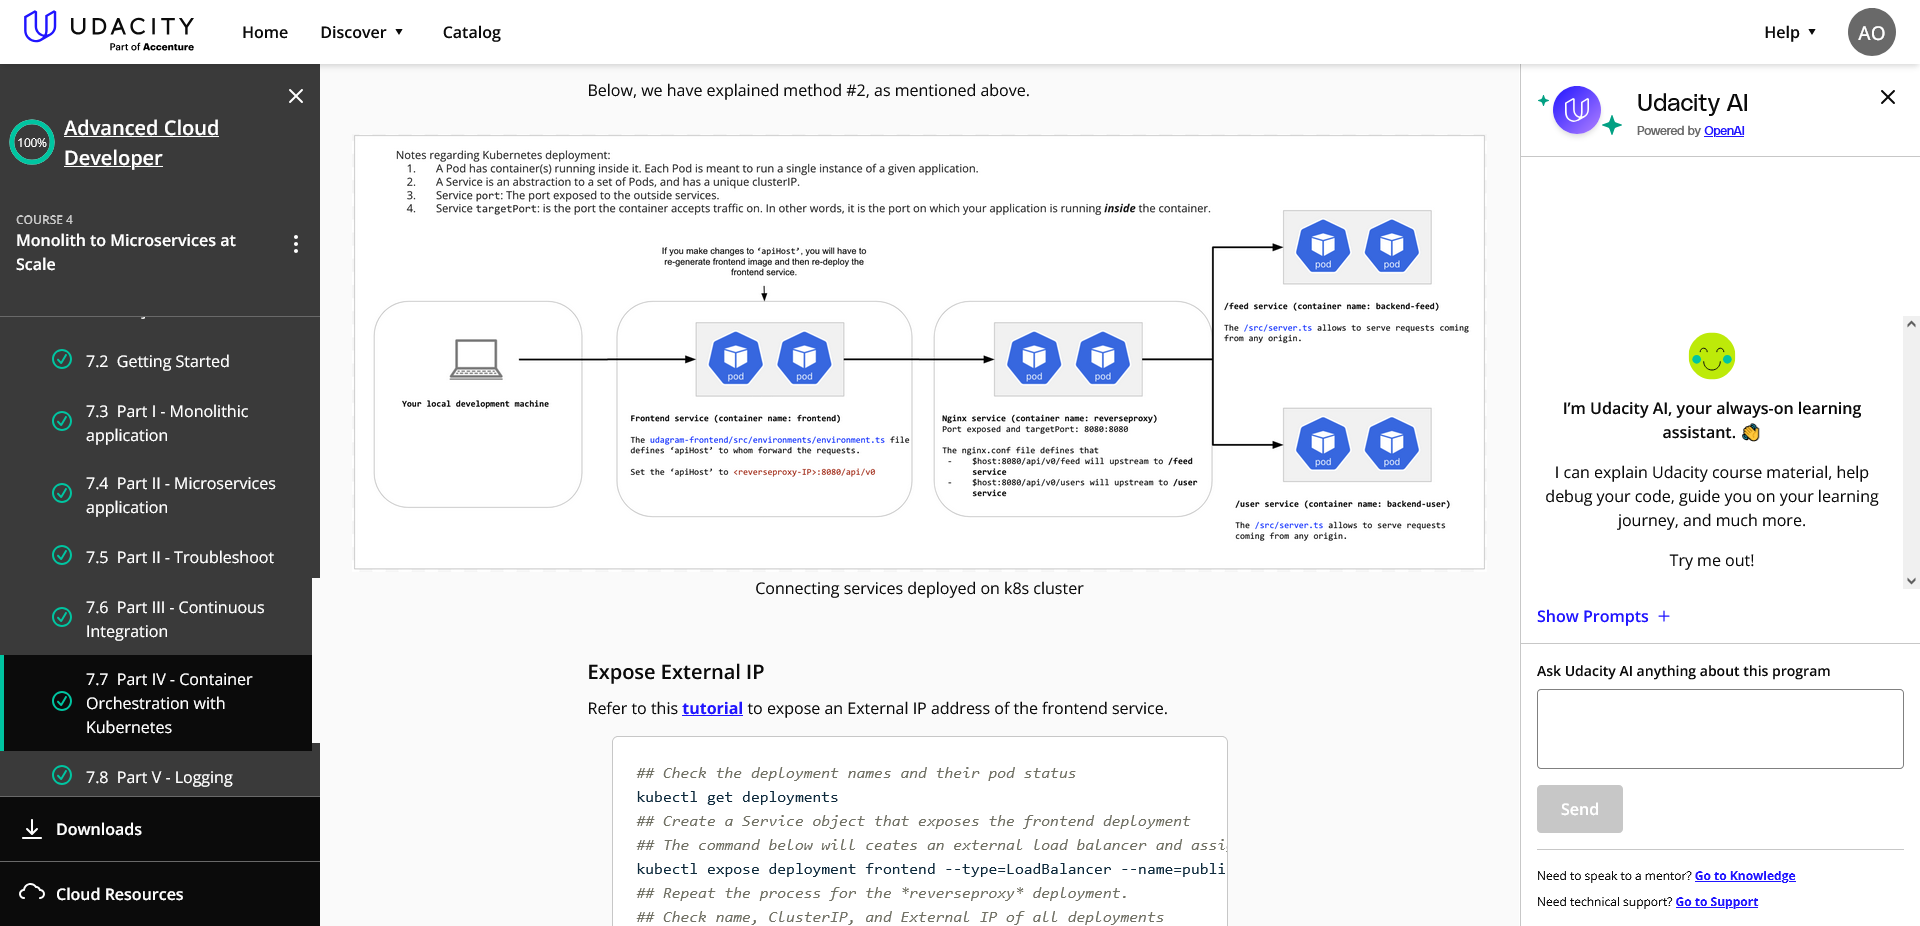 UDACITY
Part of Accenture
Home
Discover
Catalog
Help
AO
100%
Advanced Cloud
Developer
COURSE 4
Monolith to Microservices at
Scale
7.2 Getting Started
7.3 Part I - Monolithic
application
7.4 Part II - Microservices
application
7.5 Part II - Troubleshoot
7.6 Part III - Continuous
Integration
7.7 Part IV - Container
Orchestration with
Kubernetes
7.8 Part V - Logging
Downloads
Cloud Resources
Below, we have explained method #2, as mentioned above.
Notes regarding Kubernetes deployment:
1. A Pod has container(s) running inside it. Each Pod is meant to run a single instance of a given application.
2. A Service is an abstraction to a set of Pods, and has a unique clusterIP.
3. Service port: The port exposed to the outside services.
4. Service targetPort: is the port the container accepts traffic on. In other words, it is the port on which your application is running inside the container.
If you make changes to 'apiHost', you will have
to re-generate frontend image and then re-deploy the
frontend service.
Your local development machine
pod
pod
Frontend service (container name: frontend)
The udagram-frontend/src/environments/environment.ts file
defines 'apiHost' to whom forward the requests.
Set the 'apiHost' to <reverseproxy-IP>:8080/api/v0
pod
pod
Nginx service (container name: reverseproxy)
Port exposed and targetPort: 8080:8080
The nginx.conf file defines that
- $host:8080/api/v0/feed will upstream to /feed
service
- $host:8080/api/v0/users will upstream to /user
service
pod
pod
/feed service (container name: backend-feed)
The /src/server.ts allows to serve requests coming
from any origin.
pod
pod
/user service (container name: backend-user)
The /src/server.ts allows to serve requests
coming from any origin.
Connecting services deployed on k8s cluster
Expose External IP
Refer to this tutorial to expose an External IP address of the frontend service.
## Check the deployment names and their pod status
kubectl get deployments
## Create a Service object that exposes the frontend deployment
## The command below will ceates an external load balancer and assi
kubectl expose deployment frontend --type=LoadBalancer --name=publi
## Repeat the process for the *reverseproxy* deployment.
## Check name, ClusterIP, and External IP of all deployments
Udacity AI
Powered by OpenAI
I'm Udacity AI, your always-on learning
assistant. 👏
I can explain Udacity course material, help
debug your code, guide you on your learning
journey, and much more.
Try me out!
Show Prompts +
Ask Udacity AI anything about this program
Send
Need to speak to a mentor? Go to Knowledge
Need technical support? Go to Support